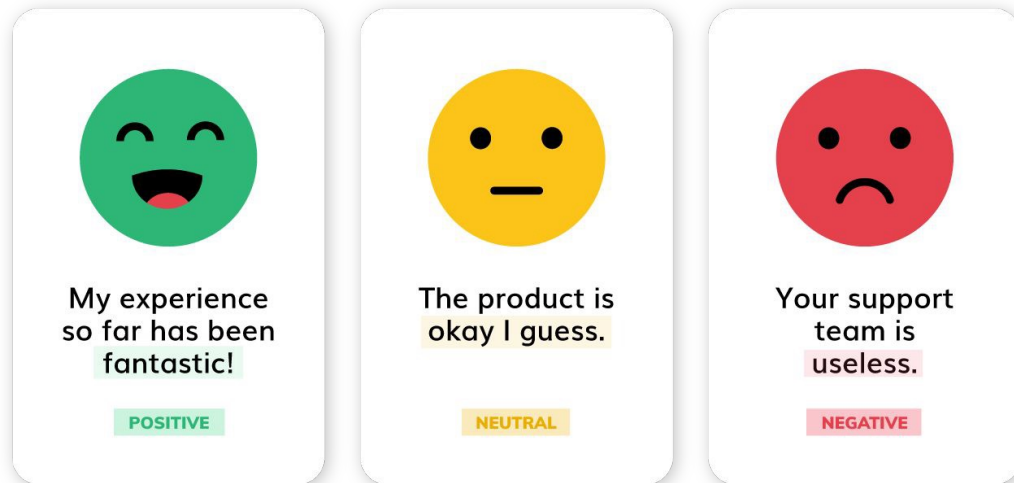 My experience
so far has been
fantastic!
POSITIVE
The product is
okay I guess.
NEUTRAL
Your support
team is
useless.
NEGATIVE